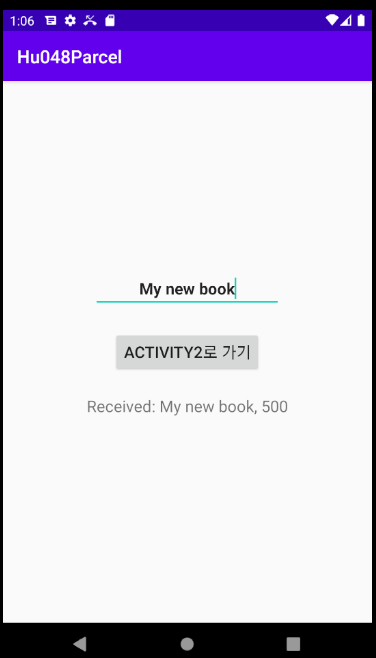 1:06
Hu048Parcel
My new book
ACTIVITY2로 가기
Received: My new book, 500